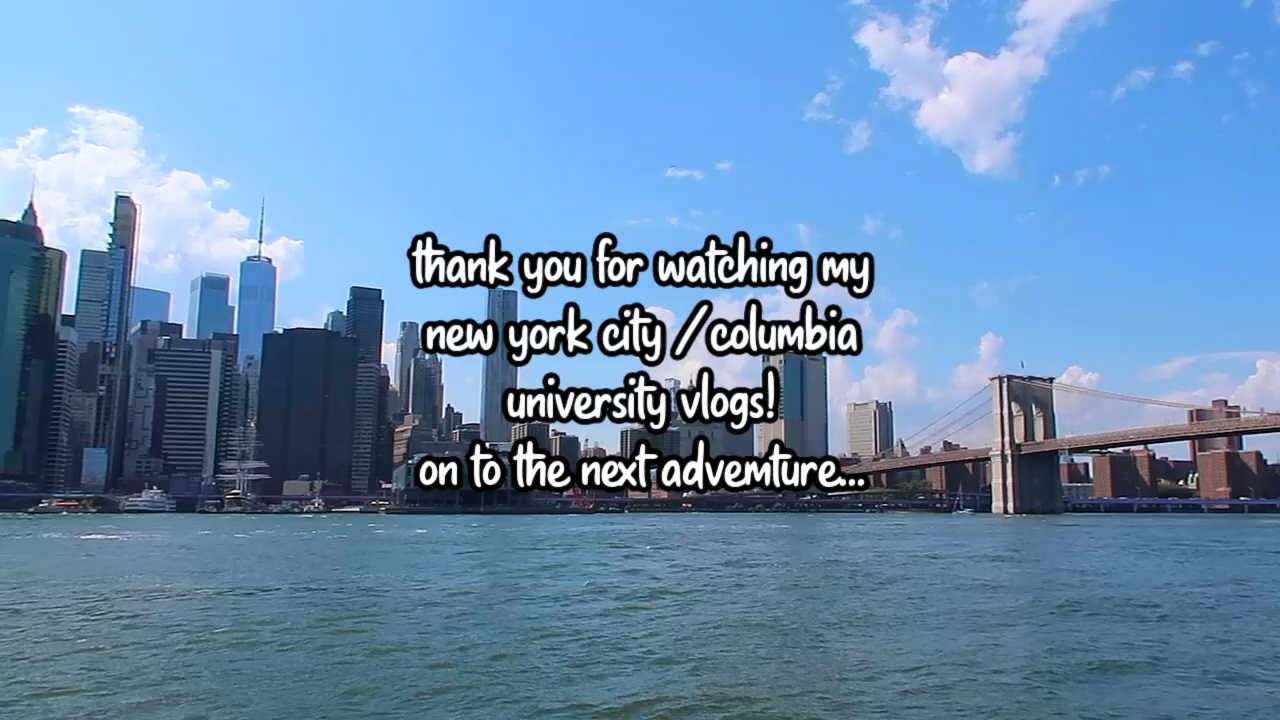 thank you for watching my
new york city /columbia
university vlogs!
on to the next advemture...